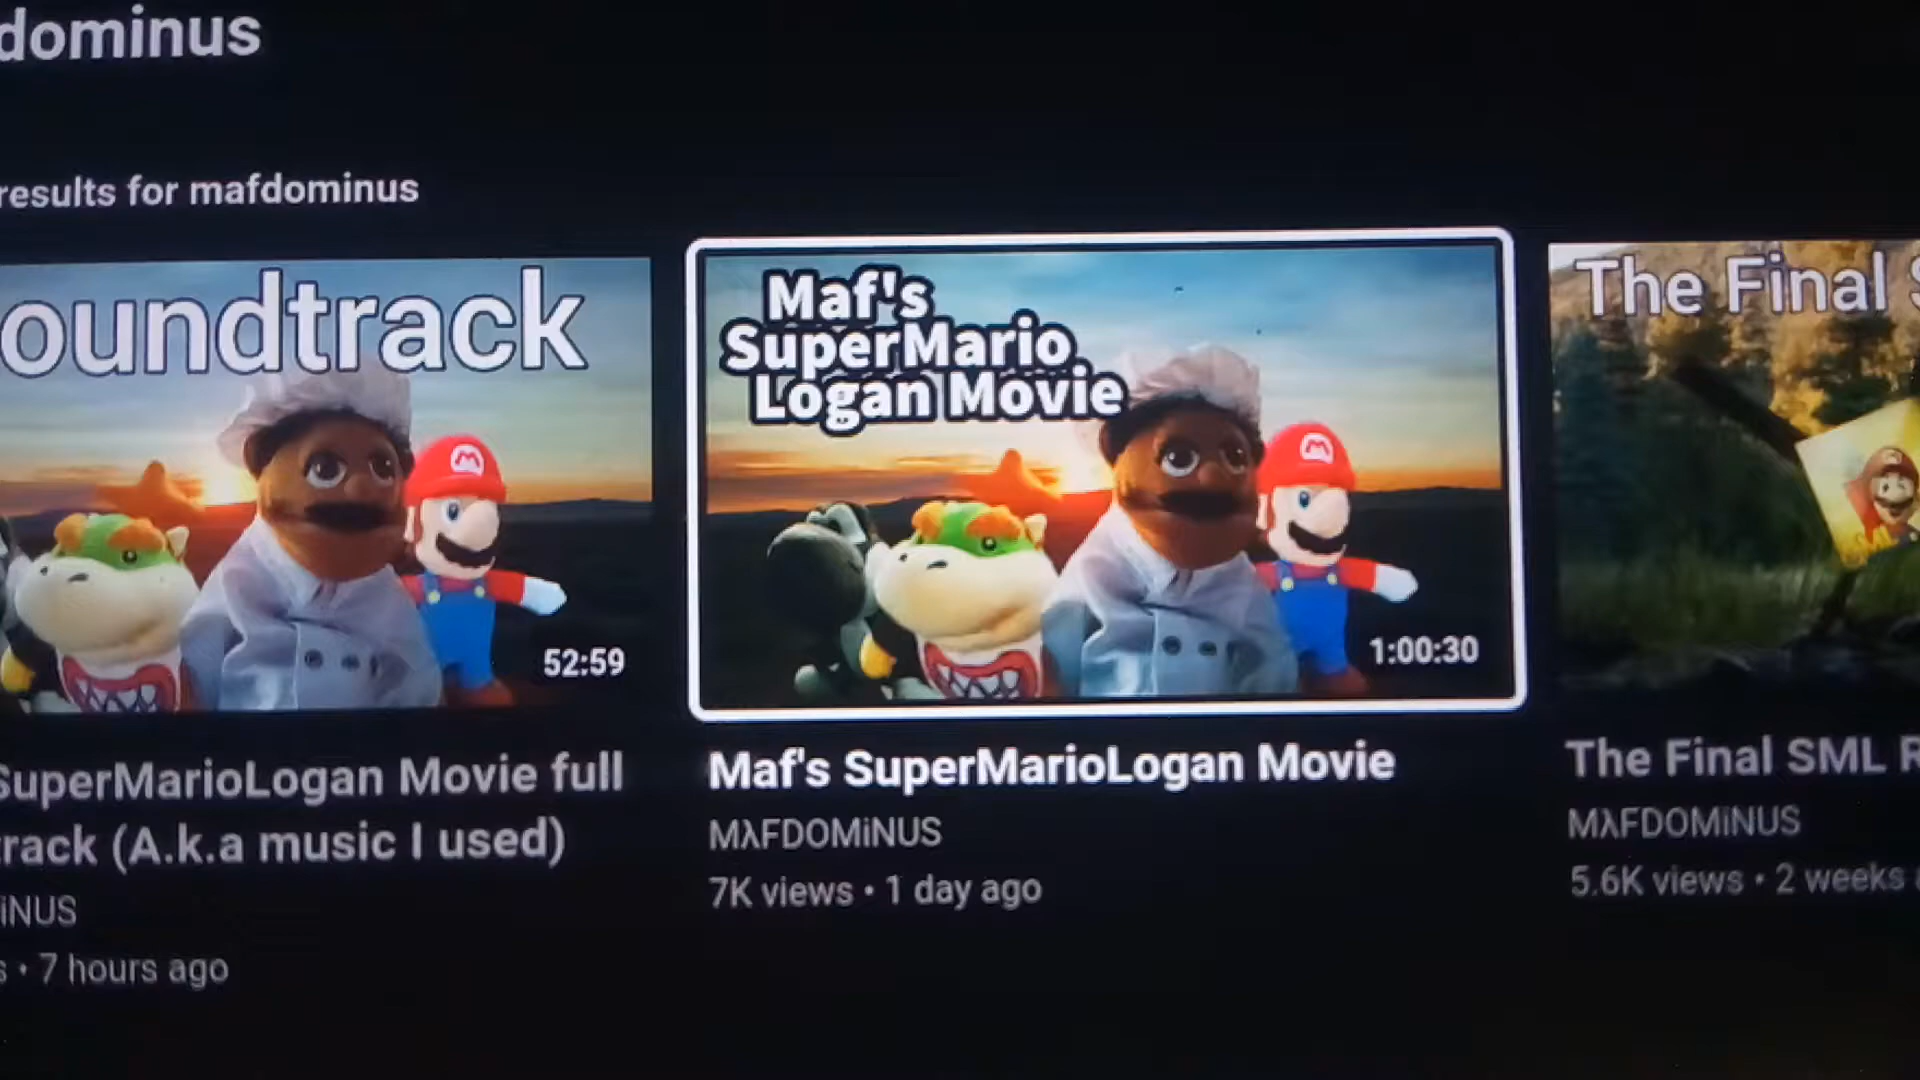 dominus
results for mafdominus
oundtrack
52:59
SuperMarioLogan Movie full
rack (A.k.a music I used)
iNUS
s • 7 hours ago
Maf's
SuperMario
Logan Movie
1:00:30
Maf's SuperMarioLogan Movie
MλFDOMiNUS
7K views • 1 day ago
The Final S
The Final SML R
MλFDOMiNUS
5.6K views • 2 weeks a